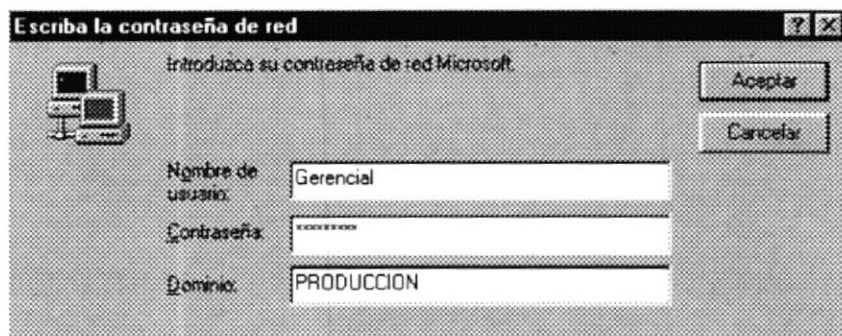 Escriba la contraseña de red
Introduzca su contraseña de red Microsoft.
Aceptar
Cancelar
Nombre de
usuario:
Gerencial
Contraseña:
********
Dominio:
PRODUCCION